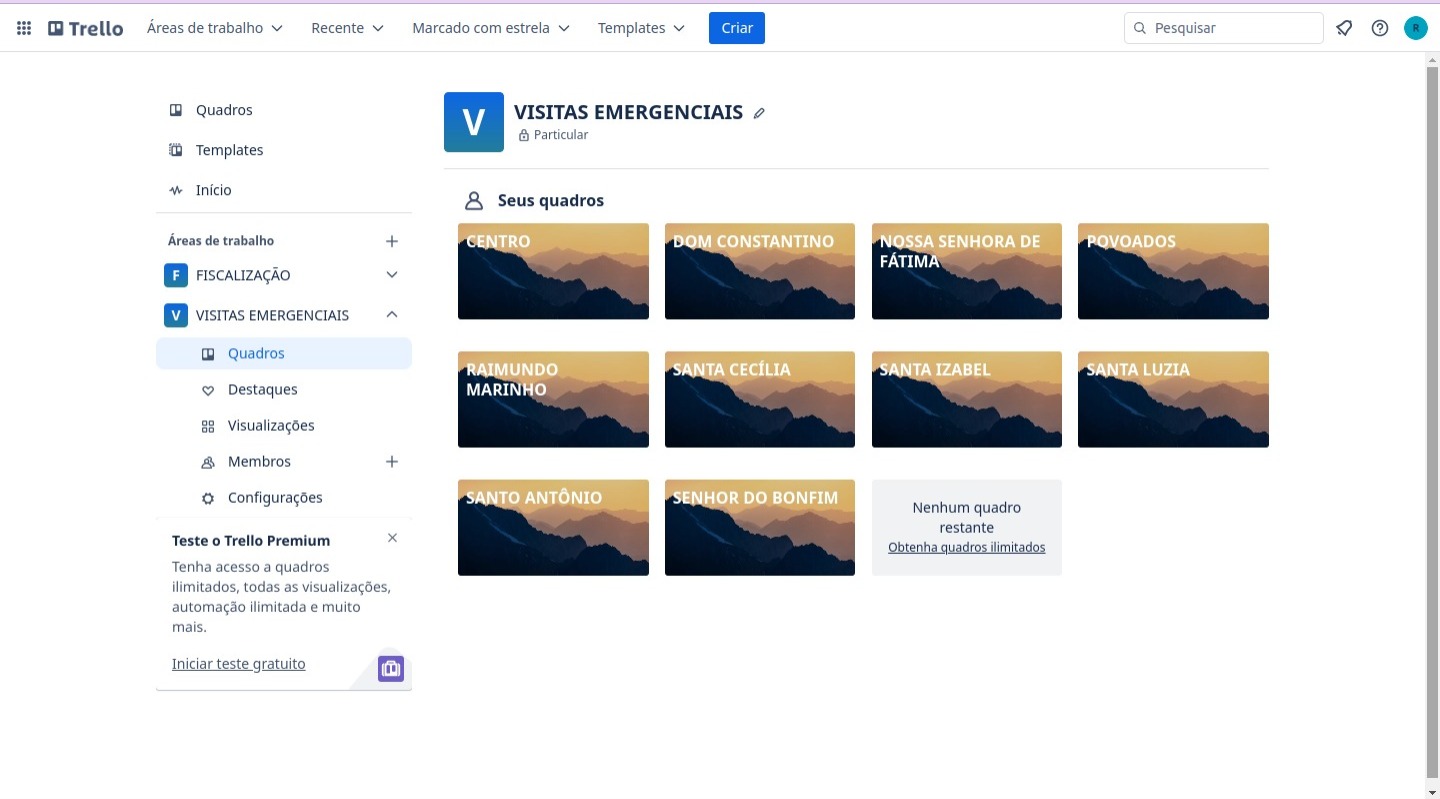 Trello
Áreas de trabalho
Recente
Marcado com estrela
Templates
Criar
Pesquisar
R
Quadros
Templates
Início
Áreas de trabalho
F
FISCALIZAÇÃO
V
VISITAS EMERGENCIAIS
Quadros
Destaques
Visualizações
Membros
Configurações
Teste o Trello Premium
Tenha acesso a quadros
ilimitados, todas as visualizações,
automação ilimitada e muito
mais.
Iniciar teste gratuito
V
VISITAS EMERGENCIAIS
Particular
Seus quadros
CENTRO
DOM CONSTANTINO
NOSSA SENHORA DE
FÁTIMA
POVOADOS
RAIMUNDO
MARINHO
SANTA CECÍLIA
SANTA IZABEL
SANTA LUZIA
SANTO ANTÔNIO
SENHOR DO BONFIM
Nenhum quadro
restante
Obtenha quadros ilimitados